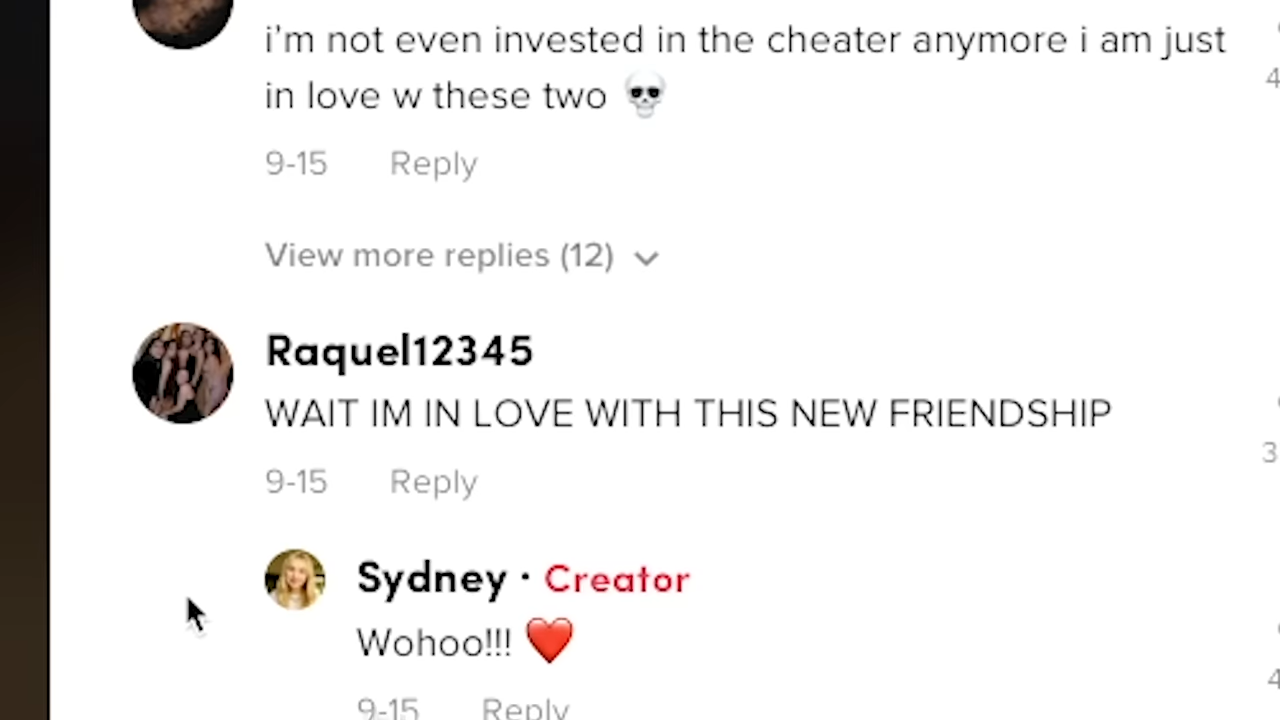 i'm not even invested in the cheater anymore i am just
in love w these two 💀
9-15 Reply
View more replies (12)
Raquel12345
WAIT IM IN LOVE WITH THIS NEW FRIENDSHIP
9-15 Reply
Sydney · Creator
Wohoo!!! ❤️
9-15 Reply